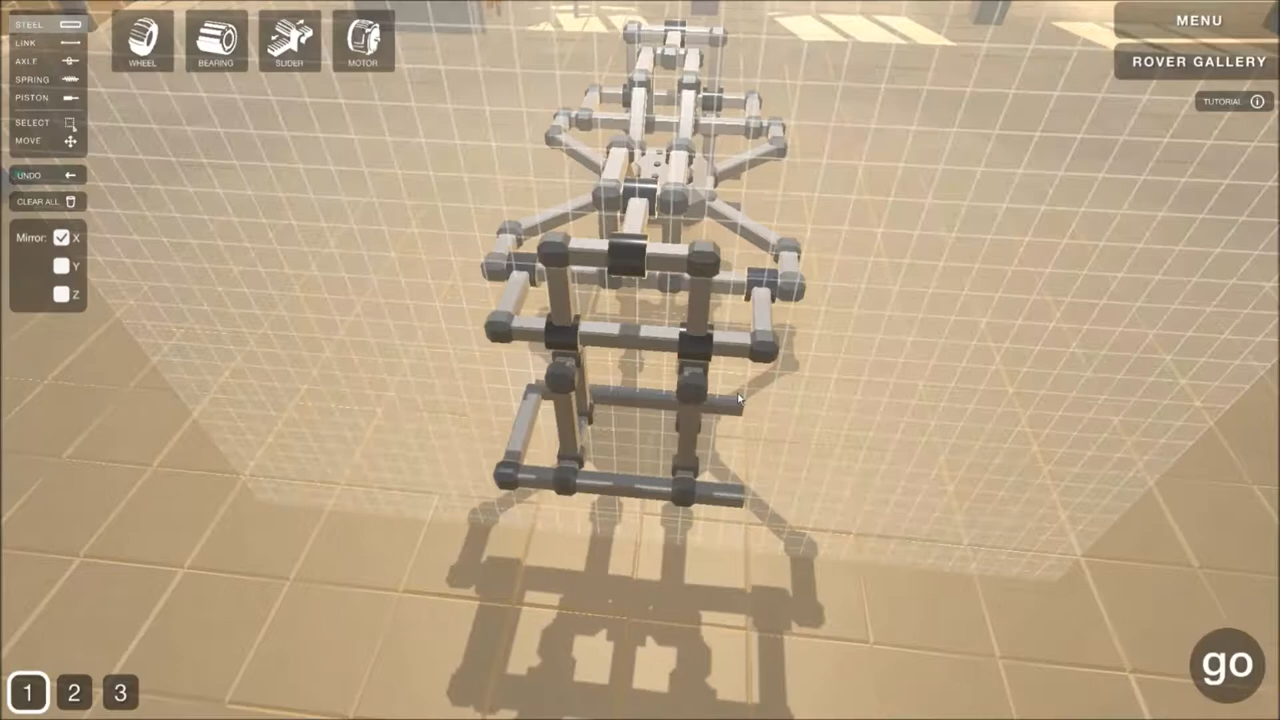 STEEL
LINK
AXLE
SPRING
PISTON
SELECT
MOVE
UNDO
CLEAR ALL
Mirror: X
Y
Z
WHEEL
BEARING
SLIDER
MOTOR
MENU
ROVER GALLERY
TUTORIAL i
1 2 3
go